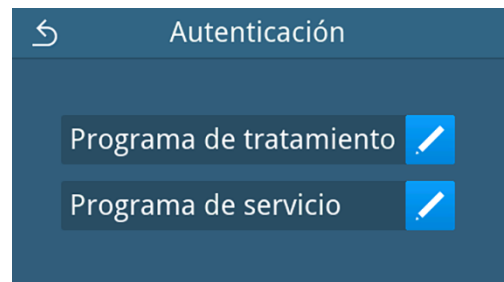 Autenticación
Programa de tratamiento
Programa de servicio